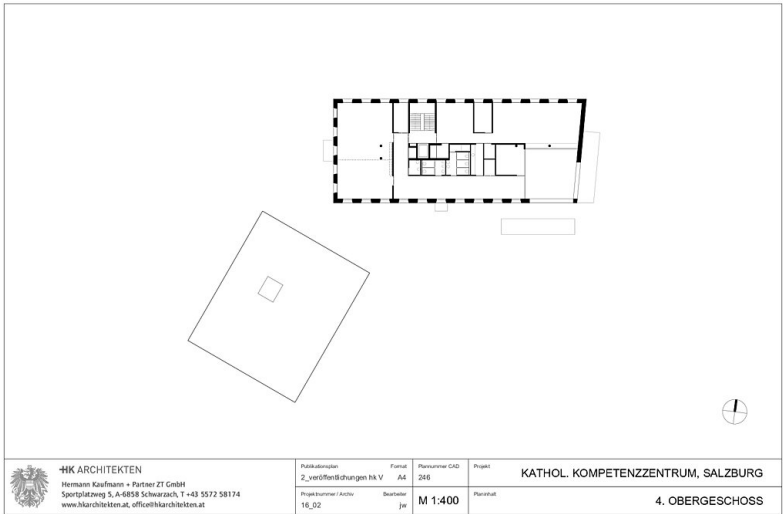 HK ARCHITEKTEN
Hermann Kaufmann + Partner ZT GmbH
Sportplatzweg 5, A-6858 Schwarzach, T +43 5572 58174
www.hkarchitekten.at, office@hkarchitekten.at
Publikationsplan Format
2_veröffentlichungen hk V A4
Projektnummer / Archiv Bearbeiter
16_02 jw
Plannummer CAD
246
M 1:400
Projekt KATHOL. KOMPETENZZENTRUM, SALZBURG
Planinhalt 4. OBERGESCHOSS